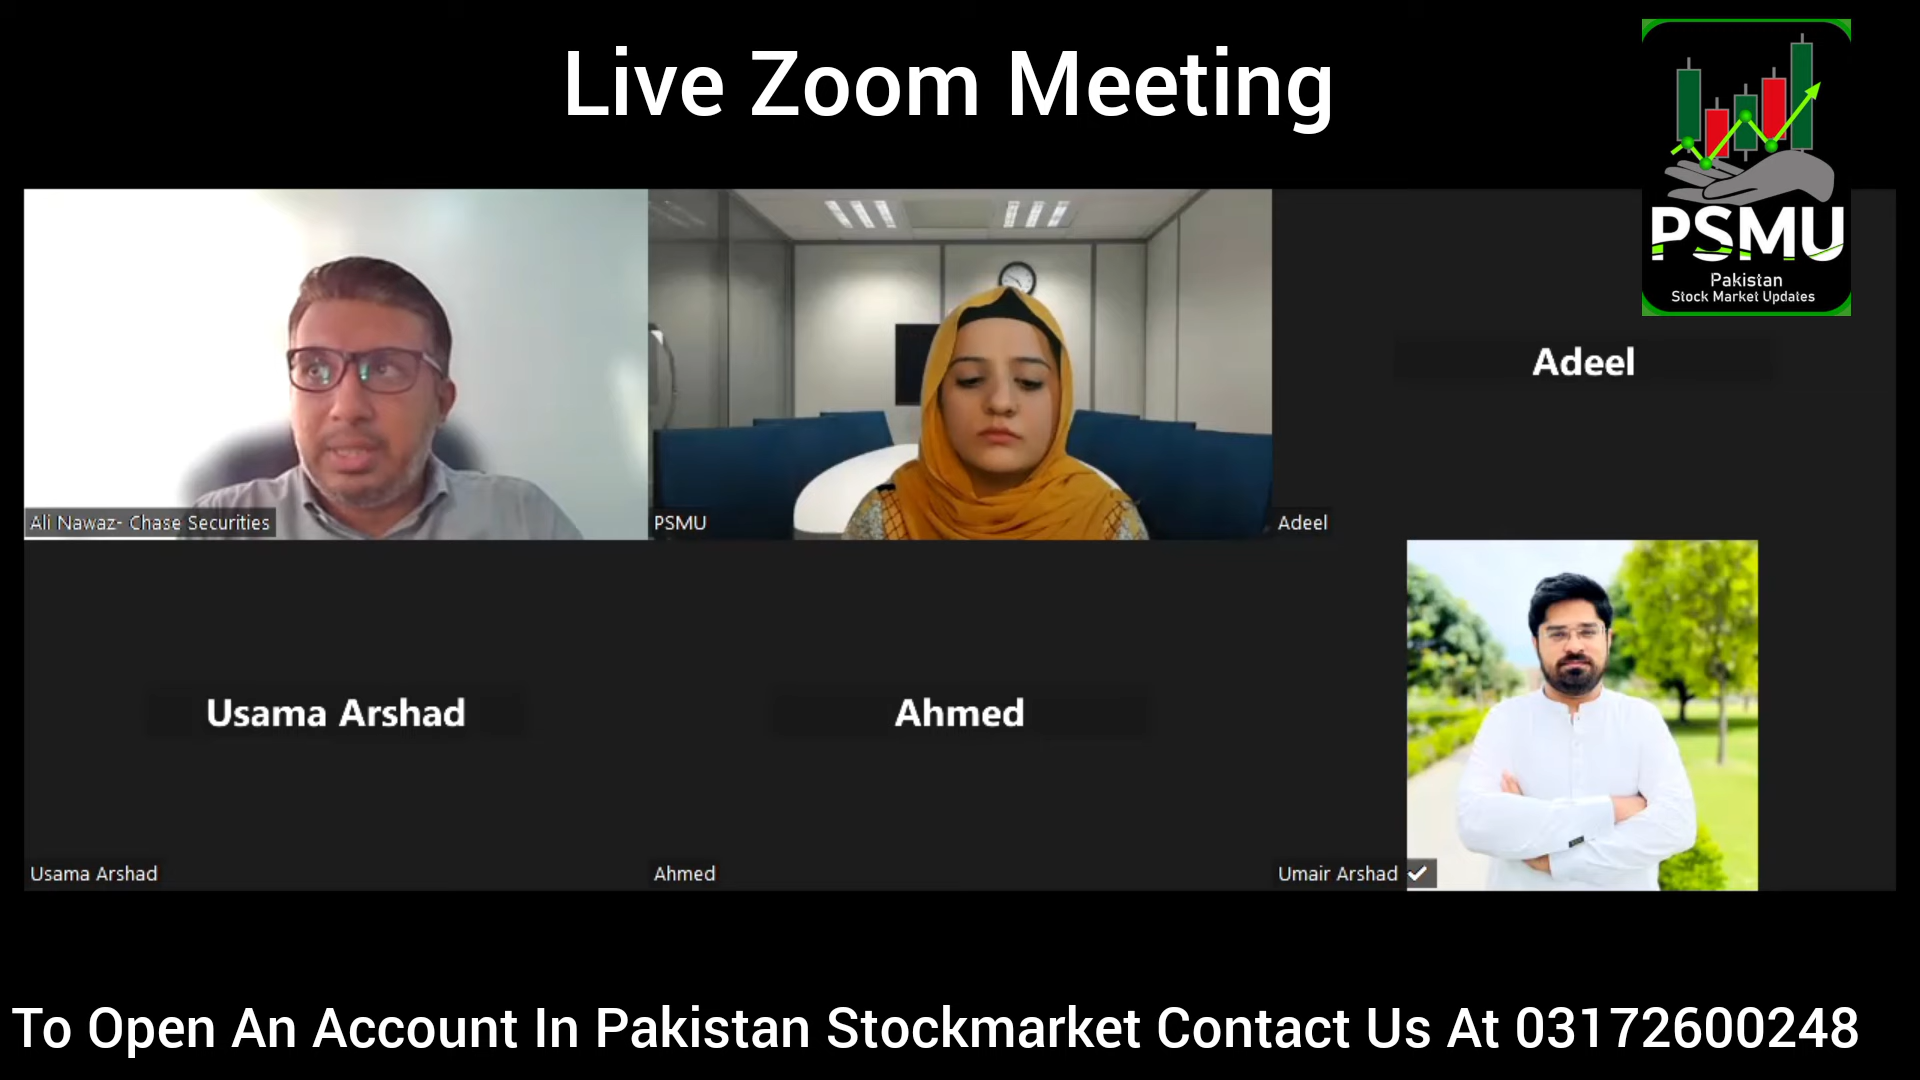 Live Zoom Meeting
PSMU
Pakistan
Stock Market Updates
Ali Nawaz- Chase Securities
PSMU
Adeel
Adeel
Usama Arshad
Usama Arshad
Ahmed
Ahmed
Umair Arshad
To Open An Account In Pakistan Stockmarket Contact Us At 03172600248